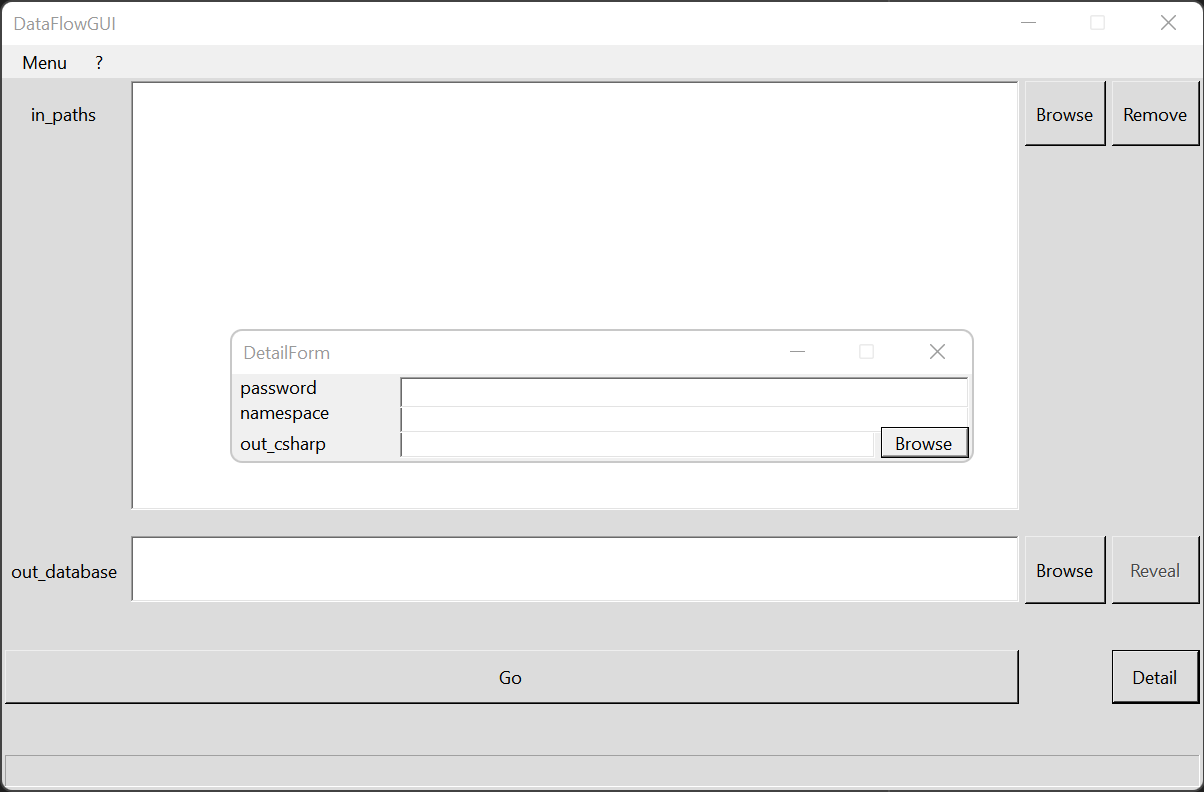 DataFlowGUI
Menu ?
in_paths
Browse Remove
DetailForm
password
namespace
out_csharp Browse
out_database Browse Reveal
Go Detail